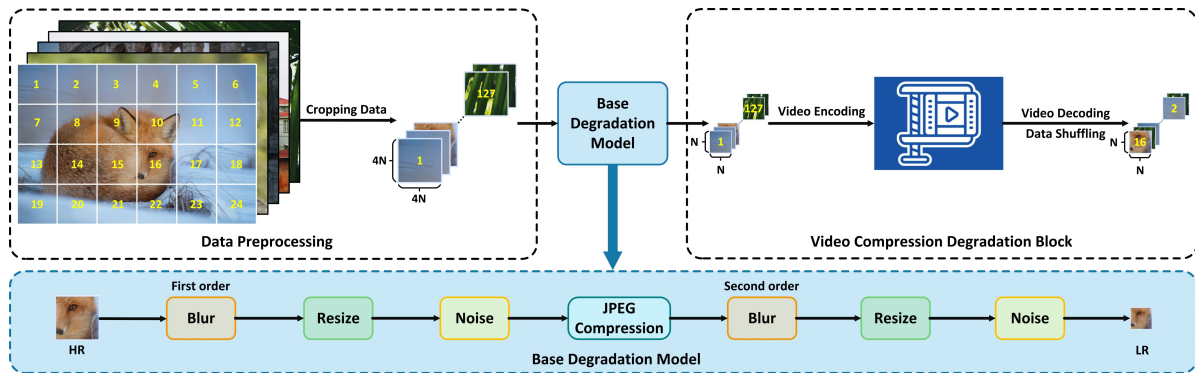 1 2 3 4 5 6
7 8 9 10 11 12
13 14 15 16 17 18
19 20 21 22 23 24
Cropping Data
127
1
4N
4N
Data Preprocessing
Base
Degradation
Model
127
1
N
N
Video Encoding
Video Decoding
Data Shuffling
2
16
N
N
Video Compression Degradation Block
First order
Second order
HR
Blur
Resize
Noise
JPEG
Compression
Blur
Resize
Noise
LR
Base Degradation Model